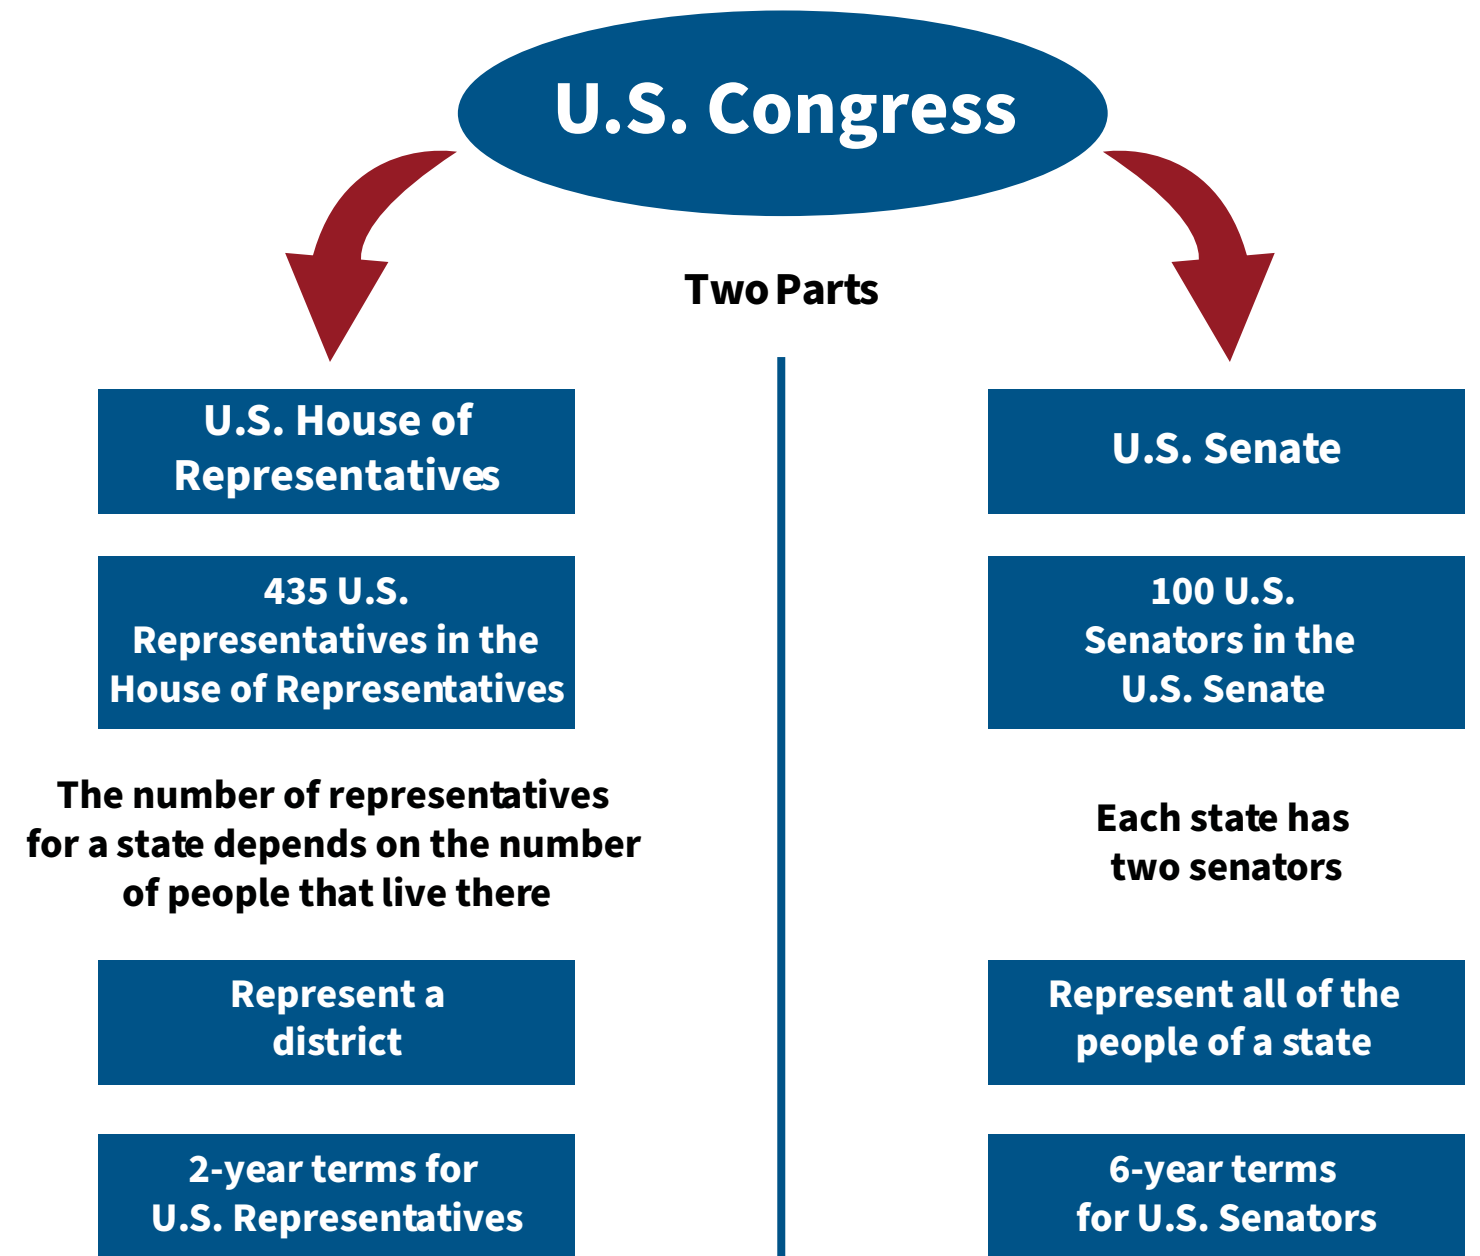 U.S. Congress
Two Parts
U.S. House of
Representatives
435 U.S.
Representatives in the
House of Representatives
The number of representatives
for a state depends on the number
of people that live there
Represent a
district
2-year terms for
U.S. Representatives
U.S. Senate
100 U.S.
Senators in the
U.S. Senate
Each state has
two senators
Represent all of the
people of a state
6-year terms
for U.S. Senators